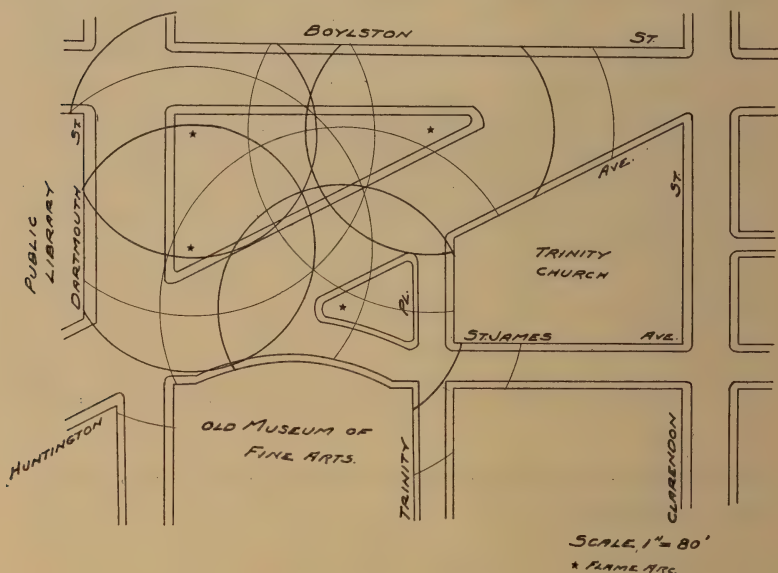 BOYLSTON ST.
ST
DARTMOUTH
PUBLIC
LIBRARY
AVE.
ST.
TRINITY
CHURCH
PL.
ST. JAMES AVE.
HUNTINGTON
OLD MUSEUM OF
FINE ARTS.
TRINITY
CLARENDON
SCALE, 1"= 80'
★ FLAME ARC